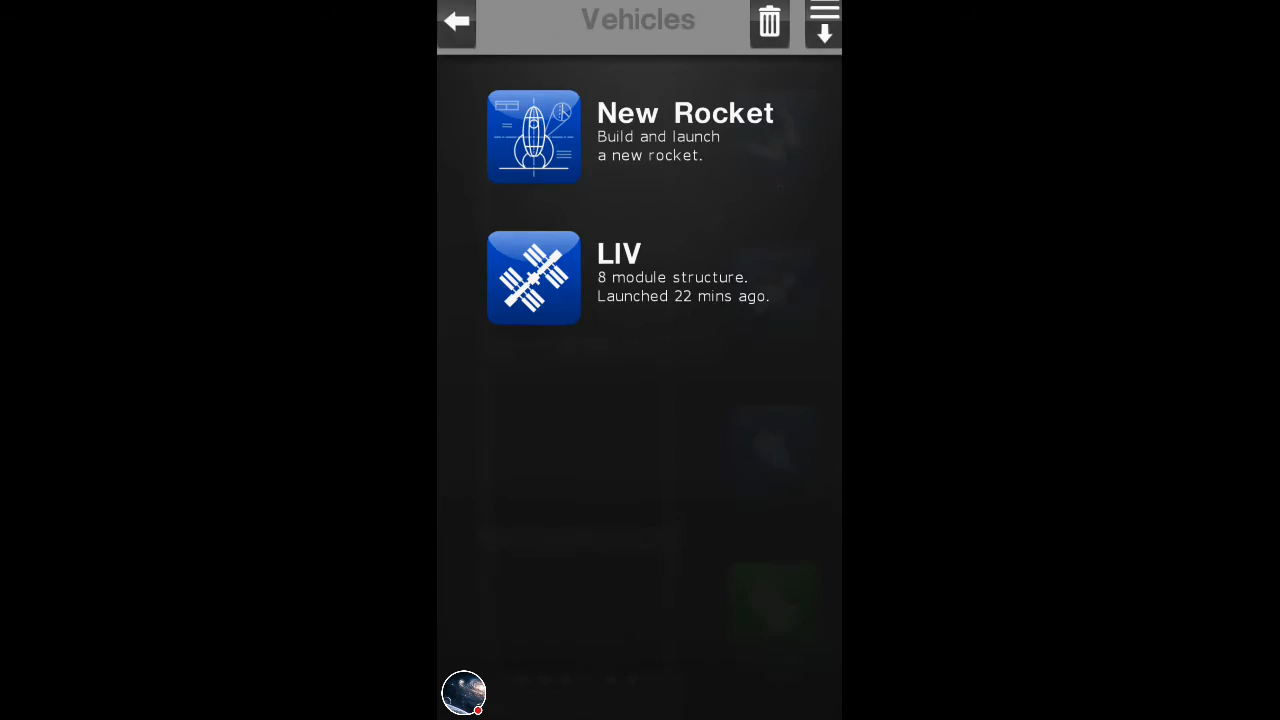 Vehicles
New Rocket
Build and launch
a new rocket.
LIV
8 module structure.
Launched 22 mins ago.